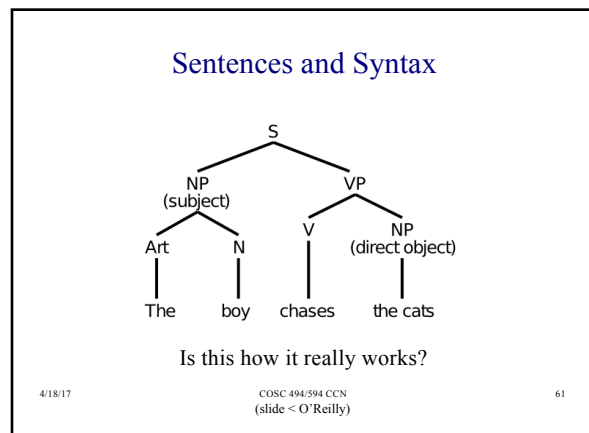 Sentences and Syntax
S
NP VP
(subject)
Art N V NP
(direct object)
The boy chases the cats
Is this how it really works?
4/18/17 COSC 494/594 CCN 61
(slide < O’Reilly)